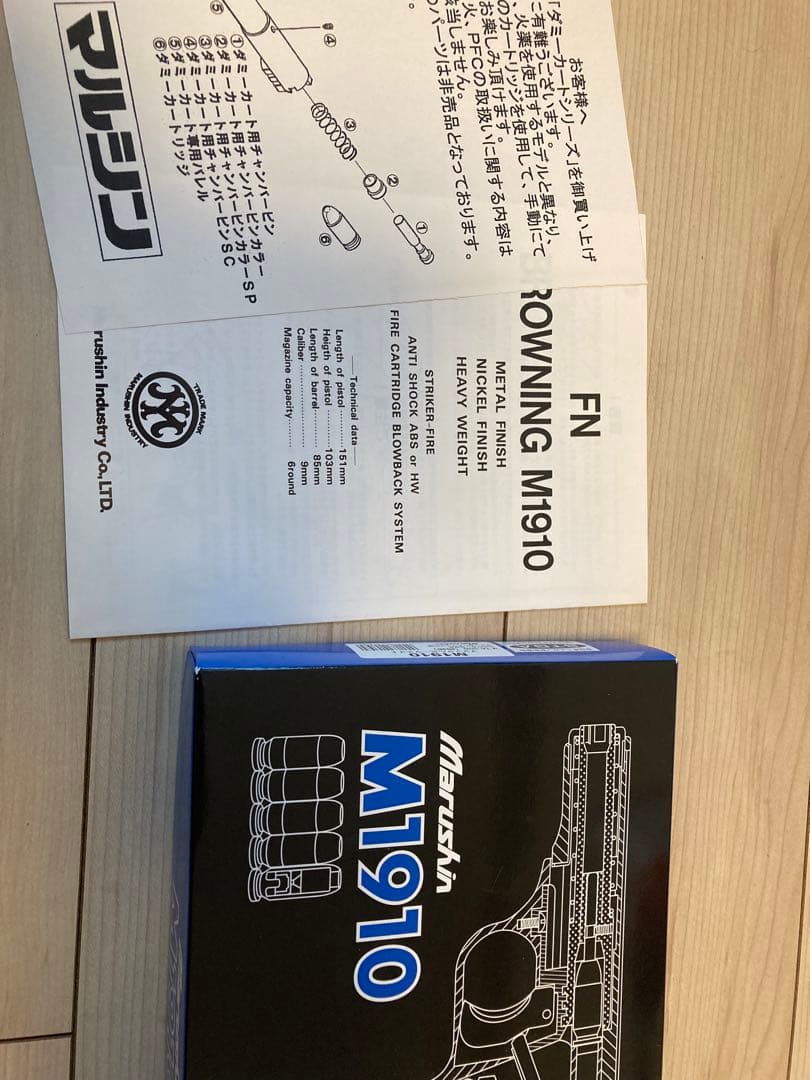 お客様へ
「ダミーカートシリーズ」を御買い上げ
に有難うございます。
、火薬を使用するモデルと異なり、
のカートリッジを使用して、手動にて
お楽しみ頂けます。
火、PFCの取扱いに関する内容は
該当しません。
のパーツは非売品となっております。
①
②
③
④
⑤
⑥
①ダミーカート用チャンバーピン
②ダミーカート用チャンバーピンカラー
③ダミーカート用チャンバーピンカラーSP
④ダミーカート用チャンバーピンSC
⑤ダミーカート専用バレル
⑥ダミーカートリッジ
マルシン
FN
ROWNING M1910
METAL FINISH
NICKEL FINISH
HEAVY WEIGHT
STRIKER-FIRE
ANTI SHOCK ABS or HW
FIRE CARTRIDGE BLOWBACK SYSTEM
Technical data
Length of pistol 151mm
Heigth of pistol 103mm
Length of barrel 85mm
Caliber 9mm
Magazine capacity 6round
TRADE MARK
MARUSHIN INDUSTRY
rushin Industry Co., LTD.
M1910
Marushin
M1910